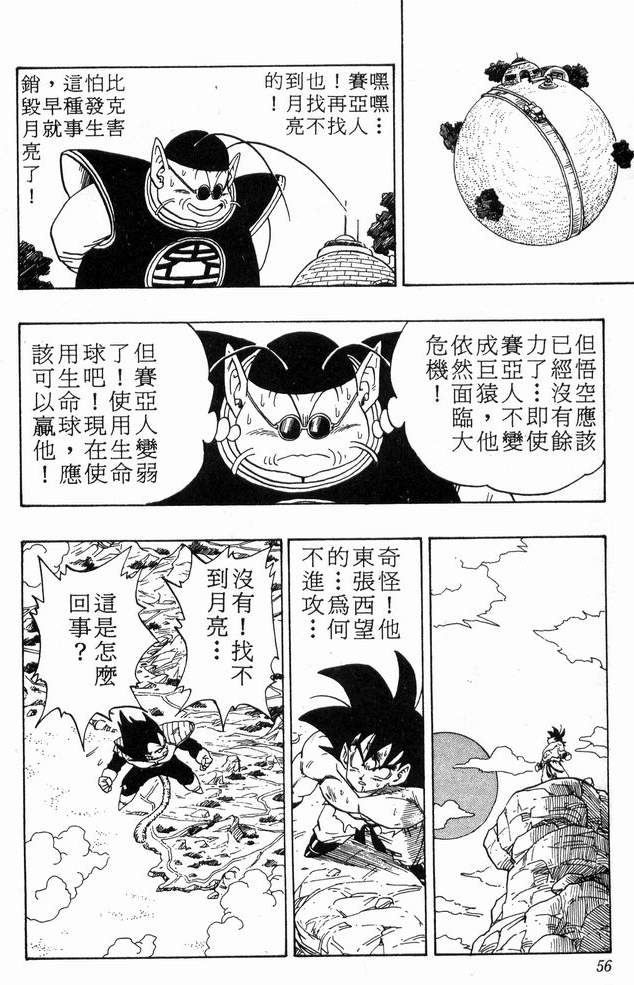 嘿嘿…
！賽亞人
！再找
也找不
到月亮
的！
比克害
怕發生
這種事
，早就
銷毀月
亮了！
但悟空應該
已經沒有餘
力了…即使
賽亞人不變
成巨猿，他
依然面臨大
危機！
但賽亞人變弱
了！使用生命
球吧！現在使
用生命球，應
該可以贏他！
奇怪！他
東張西望
的…為何
不進攻…
沒有！找不
到月亮…
這是怎麼
回事？
56